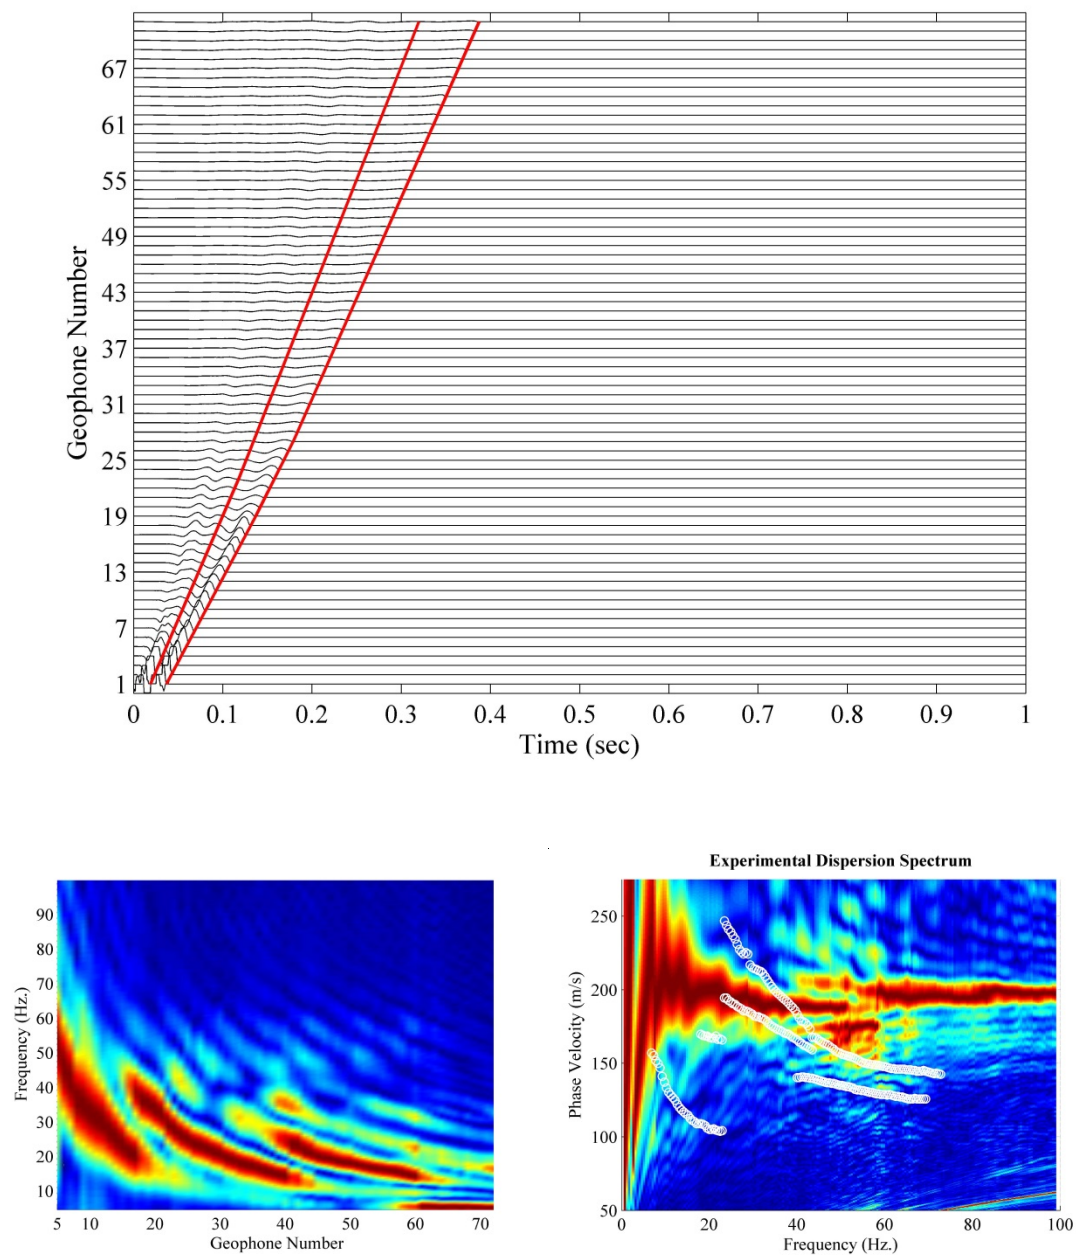 Geophone Number
67
61
55
49
43
37
31
25
19
13
7
1
0 0.1 0.2 0.3 0.4 0.5 0.6 0.7 0.8 0.9 1
Time (sec)
Frequency (Hz.)
90
80
70
60
50
40
30
20
10
5 10 20 30 40 50 60 70
Geophone Number
Experimental Dispersion Spectrum
Phase Velocity (m/s)
250
200
150
100
50
0 20 40 60 80 100
Frequency (Hz.)